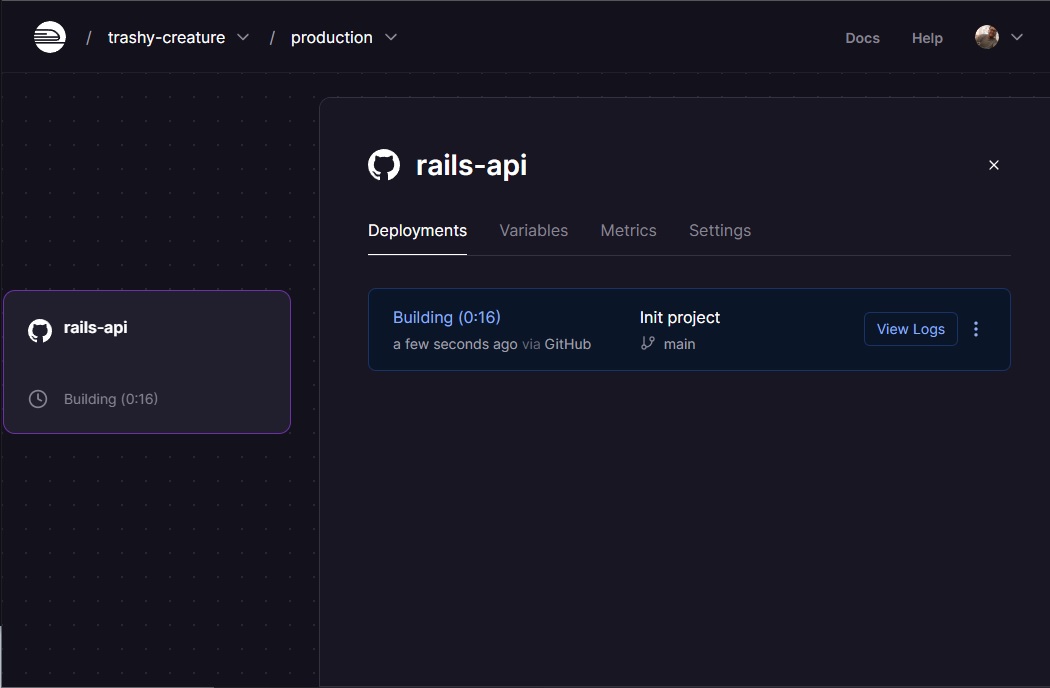 / trashy-creature / production Docs Help
rails-api
Deployments Variables Metrics Settings
Building (0:16) Init project View Logs
a few seconds ago via GitHub main
rails-api
Building (0:16)